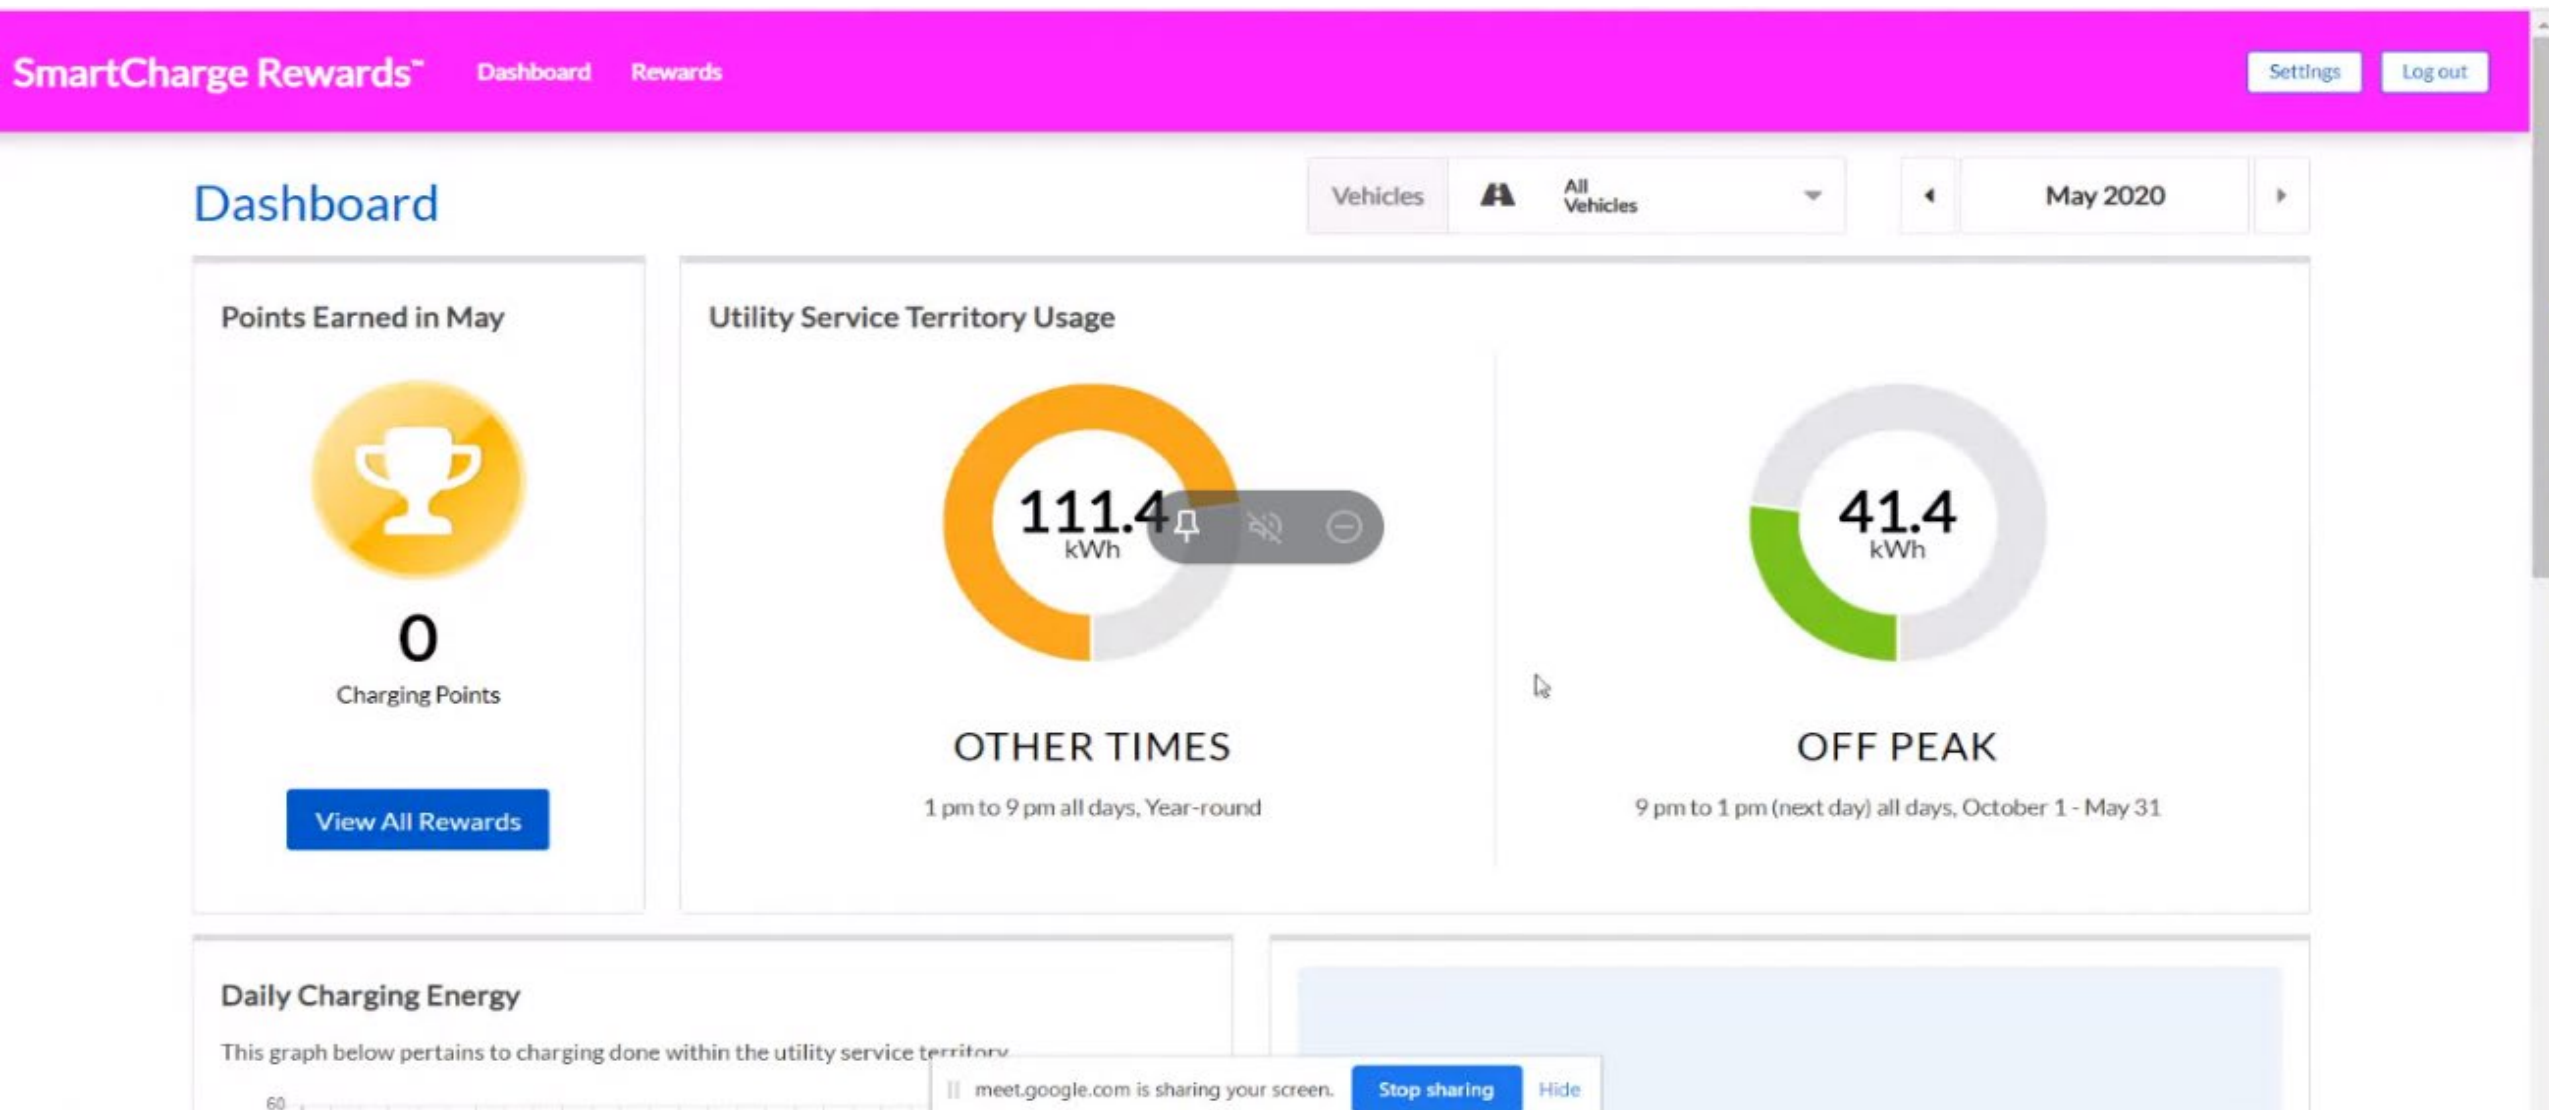 SmartCharge Rewards™ Dashboard Rewards Settings Log out
Dashboard
Vehicles
All
Vehicles
May 2020
Points Earned in May
0
Charging Points
View All Rewards
Utility Service Territory Usage
111.4
kWh
OTHER TIMES
1 pm to 9 pm all days, Year-round
41.4
kWh
OFF PEAK
9 pm to 1 pm (next day) all days, October 1 - May 31
Daily Charging Energy
This graph below pertains to charging done within the utility service territory
60
meet.google.com is sharing your screen. Stop sharing Hide